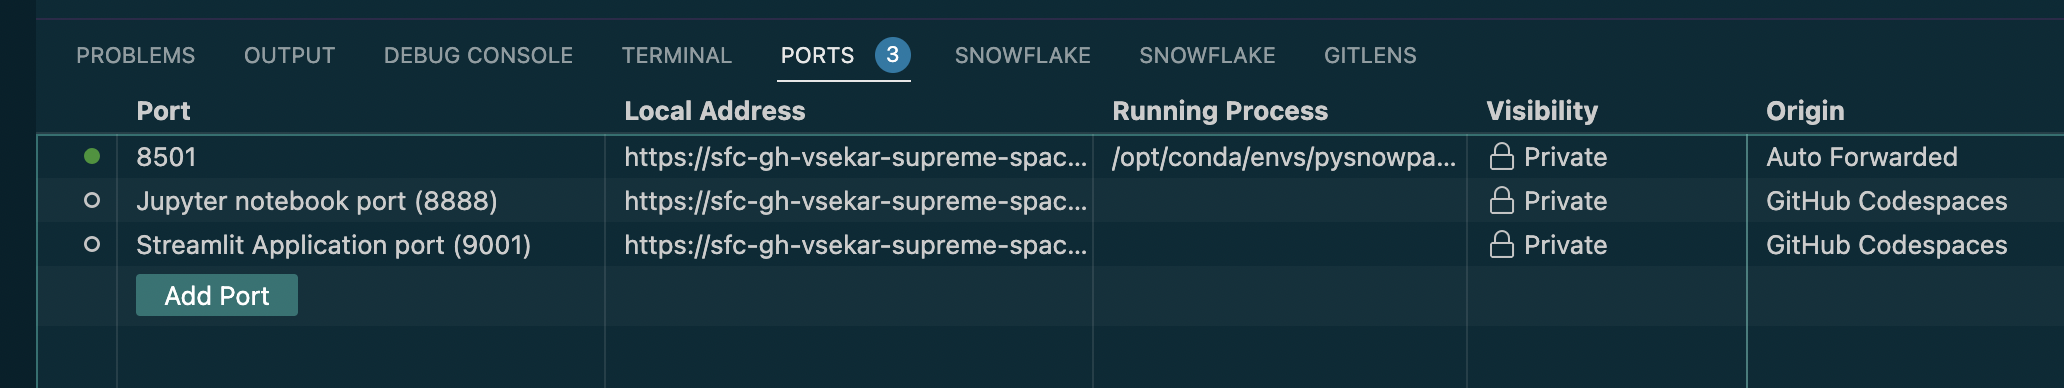 PROBLEMS OUTPUT DEBUG CONSOLE TERMINAL PORTS 3 SNOWFLAKE SNOWFLAKE GITLENS
Port Local Address Running Process Visibility Origin
8501 https://sfc-gh-vsekar-supreme-spac... /opt/conda/envs/pysnowpa... Private Auto Forwarded
Jupyter notebook port (8888) https://sfc-gh-vsekar-supreme-spac... Private GitHub Codespaces
Streamlit Application port (9001) https://sfc-gh-vsekar-supreme-spac... Private GitHub Codespaces
Add Port